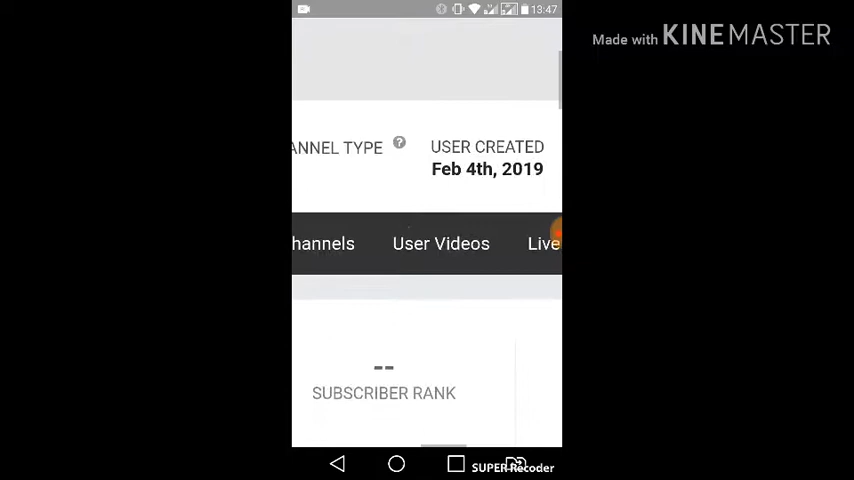 13:47
Made with KINEMASTER
ANNEL TYPE ?
USER CREATED
Feb 4th, 2019
hannels User Videos Live
--
SUBSCRIBER RANK
SUPER Recoder